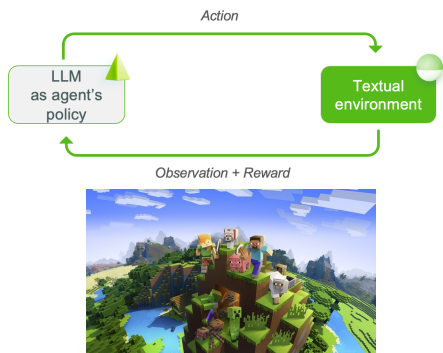 Action
LLM
as agent's
policy
Textual
environment
Observation + Reward